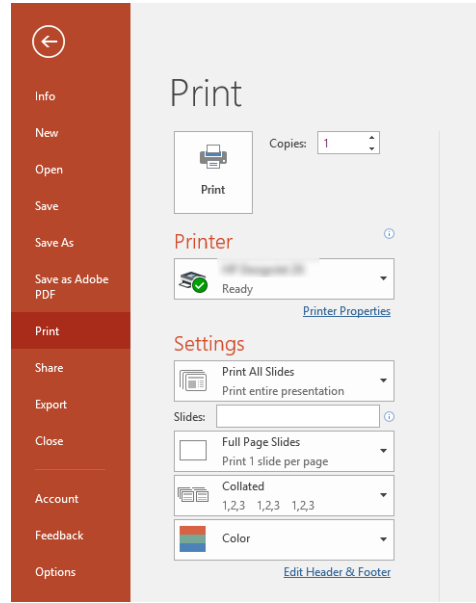 Info
New
Open
Save
Save As
Save as Adobe
PDF
Print
Share
Export
Close
Account
Feedback
Options
Print
Copies: 1
Print
Printer
Ready
Printer Properties
Settings
Print All Slides
Print entire presentation
Slides:
Full Page Slides
Print 1 slide per page
Collated
1,2,3 1,2,3 1,2,3
Color
Edit Header & Footer